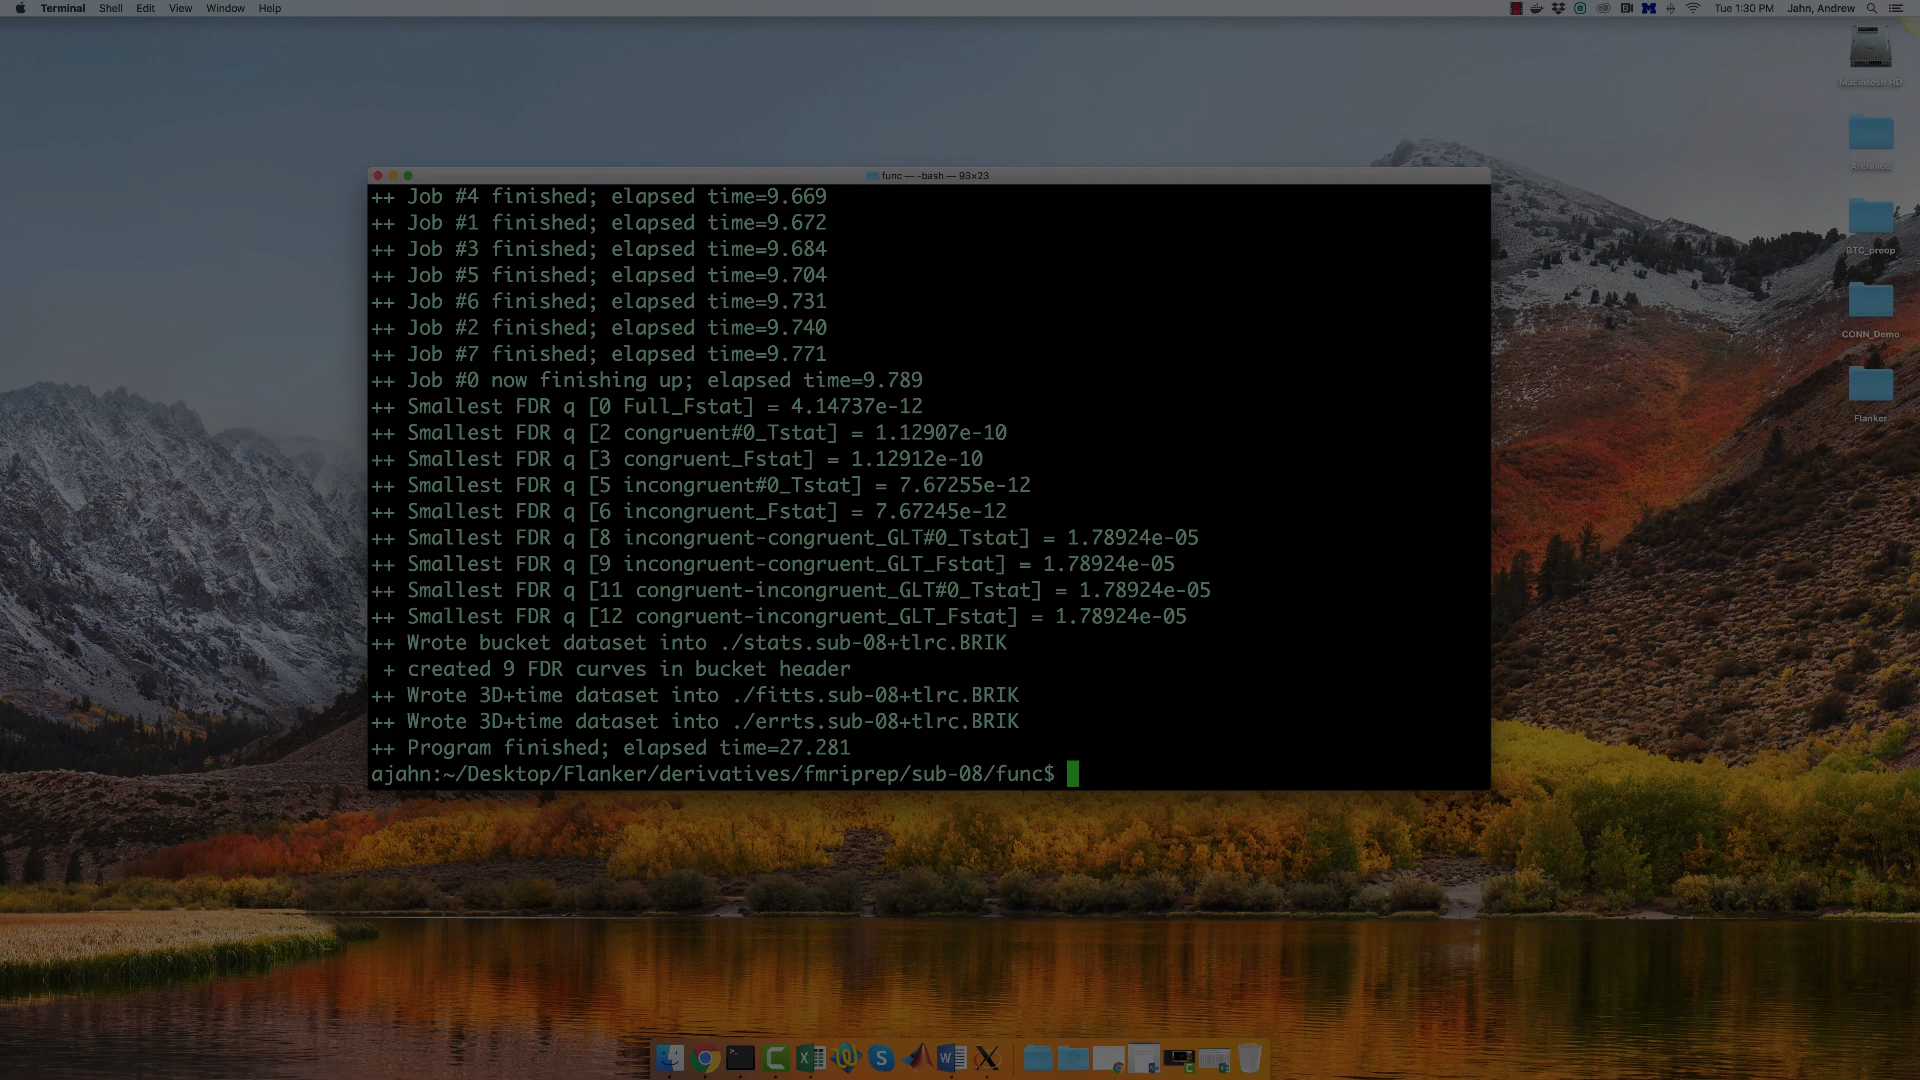 Terminal Shell Edit View Window Help Tue 1:30 PM Jahn, Andrew
Macintosh HD
Archived
BTC_preop
CONN_Demo
Flanker
func — -bash — 93×23
++ Job #4 finished; elapsed time=9.669
++ Job #1 finished; elapsed time=9.672
++ Job #3 finished; elapsed time=9.684
++ Job #5 finished; elapsed time=9.704
++ Job #6 finished; elapsed time=9.731
++ Job #2 finished; elapsed time=9.740
++ Job #7 finished; elapsed time=9.771
++ Job #0 now finishing up; elapsed time=9.789
++ Smallest FDR q [0 Full_Fstat] = 4.14737e-12
++ Smallest FDR q [2 congruent#0_Tstat] = 1.12907e-10
++ Smallest FDR q [3 congruent_Fstat] = 1.12912e-10
++ Smallest FDR q [5 incongruent#0_Tstat] = 7.67255e-12
++ Smallest FDR q [6 incongruent_Fstat] = 7.67245e-12
++ Smallest FDR q [8 incongruent-congruent_GLT#0_Tstat] = 1.78924e-05
++ Smallest FDR q [9 incongruent-congruent_GLT_Fstat] = 1.78924e-05
++ Smallest FDR q [11 congruent-incongruent_GLT#0_Tstat] = 1.78924e-05
++ Smallest FDR q [12 congruent-incongruent_GLT_Fstat] = 1.78924e-05
++ Wrote bucket dataset into ./stats.sub-08+tlrc.BRIK
 + created 9 FDR curves in bucket header
++ Wrote 3D+time dataset into ./fitts.sub-08+tlrc.BRIK
++ Wrote 3D+time dataset into ./errts.sub-08+tlrc.BRIK
++ Program finished; elapsed time=27.281
ajahn:~/Desktop/Flanker/derivatives/fmriprep/sub-08/func$